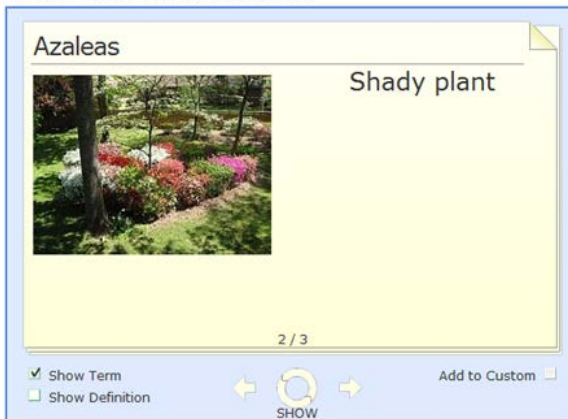 Azaleas
Shady plant
2 / 3
Show Term
Show Definition
SHOW
Add to Custom